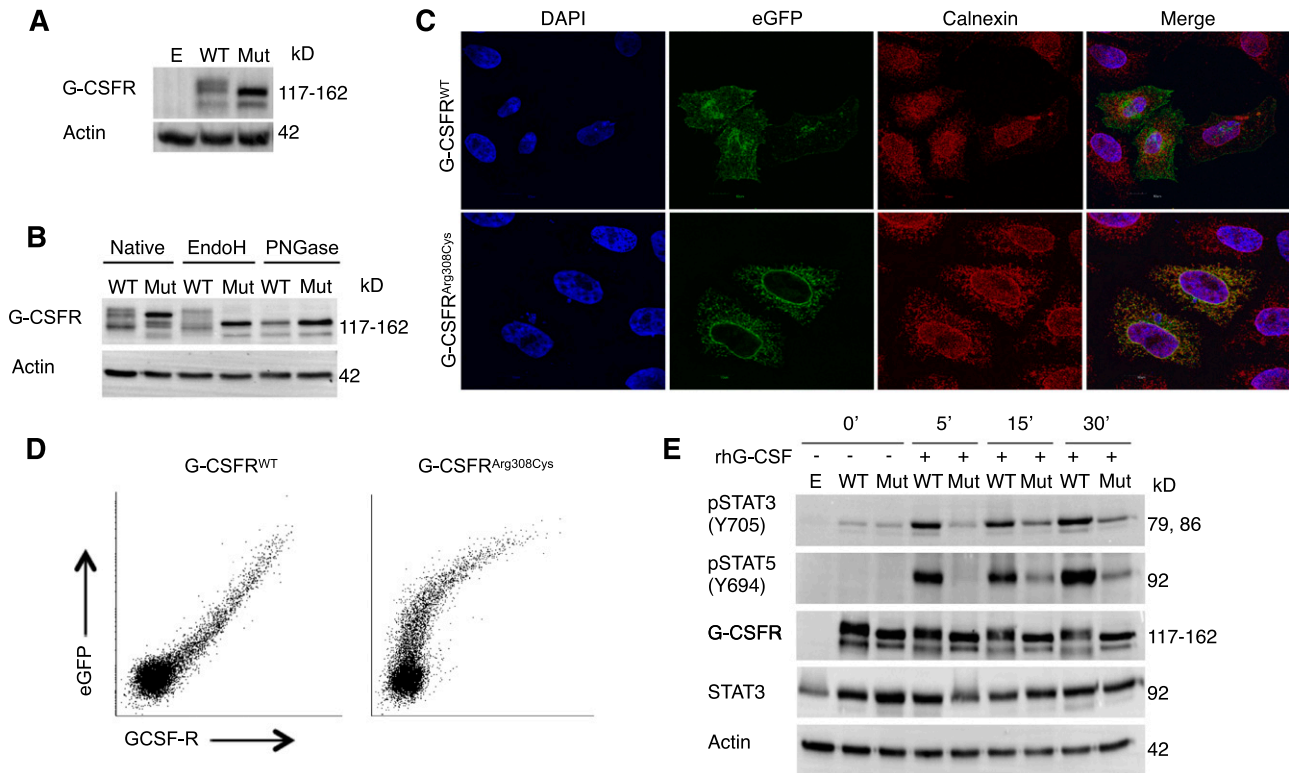 A
E WT Mut kD
G-CSFR 117-162
Actin 42
B
Native EndoH PNGase
WT Mut WT Mut WT Mut kD
G-CSFR 117-162
Actin 42
C
DAPI eGFP Calnexin Merge
G-CSFRWT
G-CSFRArg308Cys
D
G-CSFRWT G-CSFRArg308Cys
eGFP
GCSF-R
E
0’ 5’ 15’ 30’
rhG-CSF - - - + + + + + +
E WT Mut WT Mut WT Mut WT Mut kD
pSTAT3
(Y705) 79, 86
pSTAT5
(Y694) 92
G-CSFR 117-162
STAT3 92
Actin 42